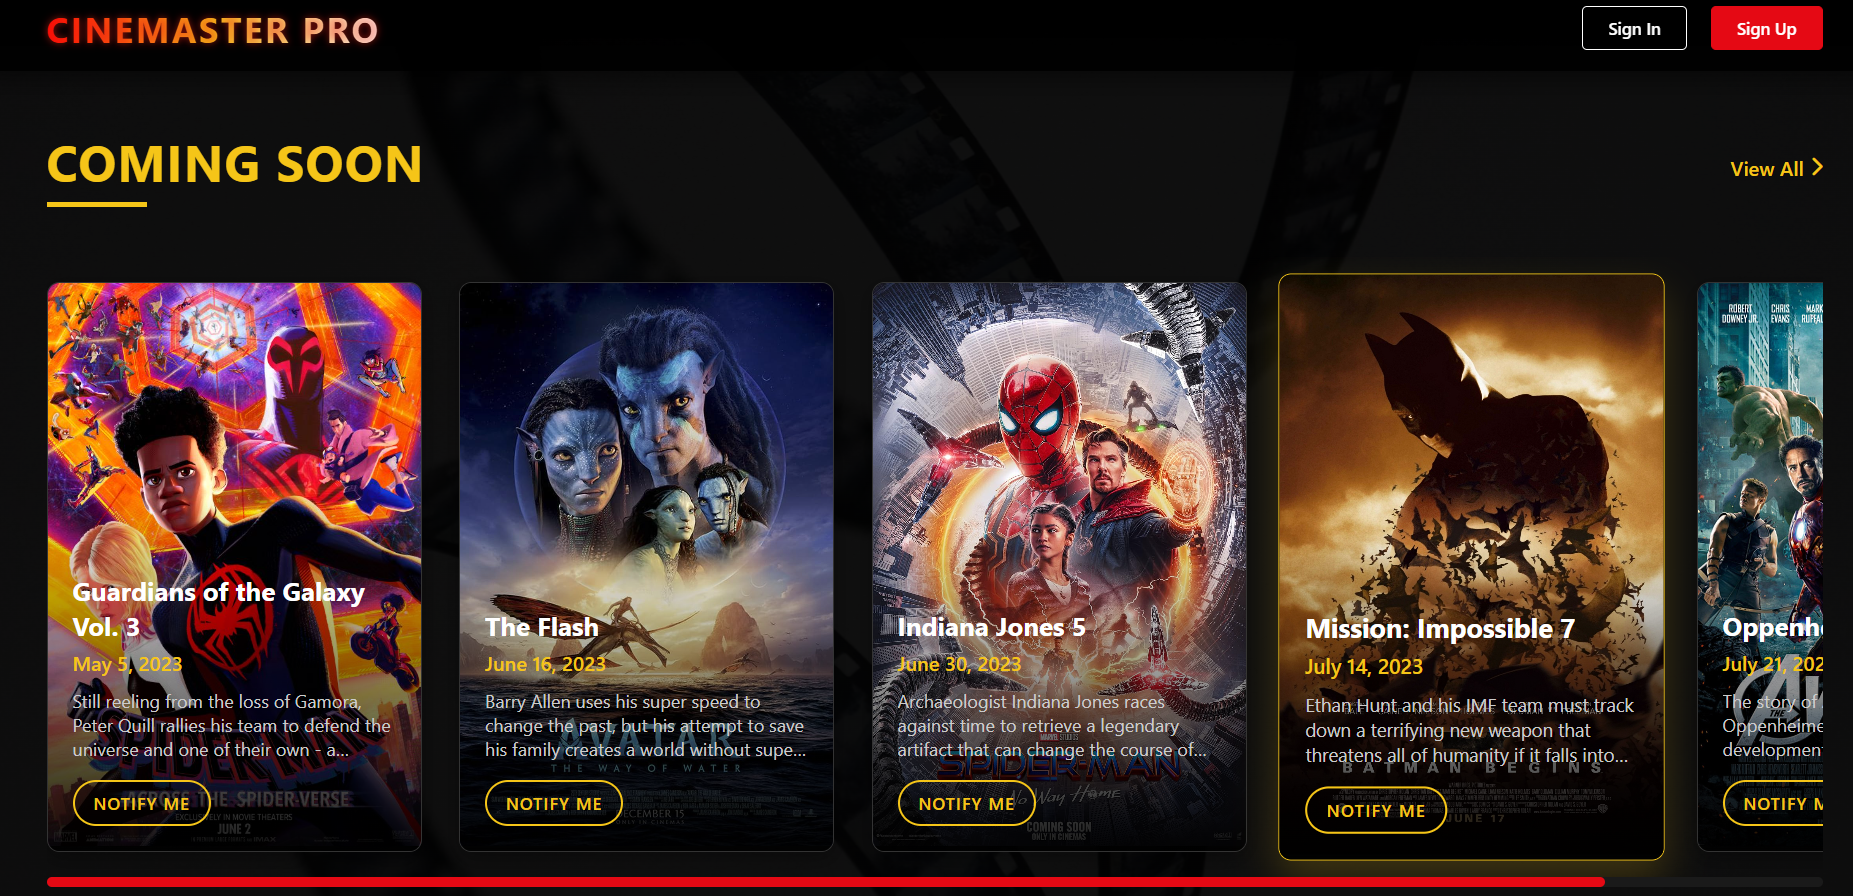 CINEMASTER PRO
Sign In
Sign Up
COMING SOON
View All
Guardians of the Galaxy
Vol. 3
May 5, 2023
Still reeling from the loss of Gamora,
Peter Quill rallies his team to defend the
universe and one of their own - a...
NOTIFY ME
ACROSS THE SPIDER-VERSE
EXCLUSIVELY IN MOVIE THEATERS
JUNE 2
The Flash
June 16, 2023
Barry Allen uses his super speed to
change the past, but his attempt to save
his family creates a world without supe...
AVATAR
THE WAY OF WATER
NOTIFY ME
DECEMBER 15
ONLY IN CINEMAS
Indiana Jones 5
June 30, 2023
Archaeologist Indiana Jones races
against time to retrieve a legendary
artifact that can change the course of...
MARVEL STUDIOS
SPIDER-MAN
No Way Home
NOTIFY ME
COMING SOON
ONLY IN CINEMAS
Mission: Impossible 7
July 14, 2023
Ethan Hunt and his IMF team must track
down a terrifying new weapon that
threatens all of humanity if it falls into...
BATMAN BEGINS
NOTIFY ME
JUNE 17
ROBERT
DOWNEY JR.
CHRIS
EVANS
MARK
RUFFAL
Oppenh
July 21, 202
The story of
Oppenheime
development
NOTIFY M